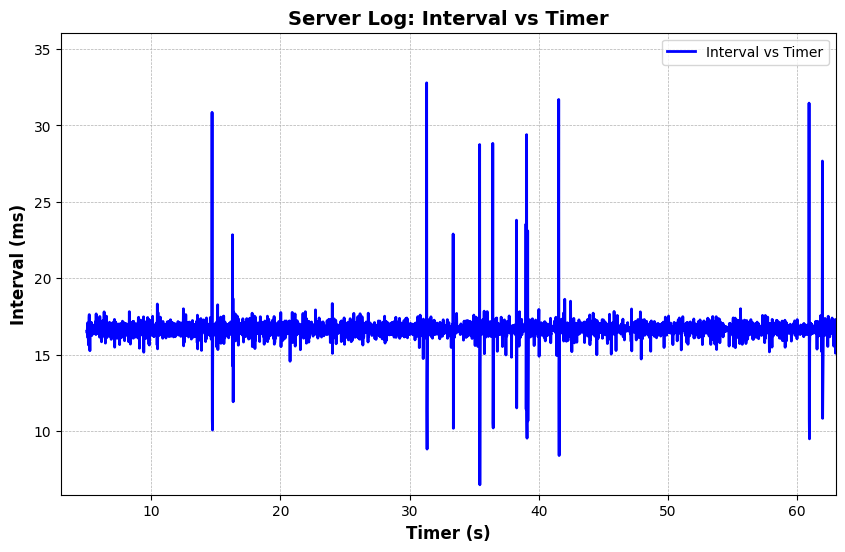 Server Log: Interval vs Timer
Interval vs Timer
35
30
25
20
15
10
Interval (ms)
10 20 30 40 50 60
Timer (s)